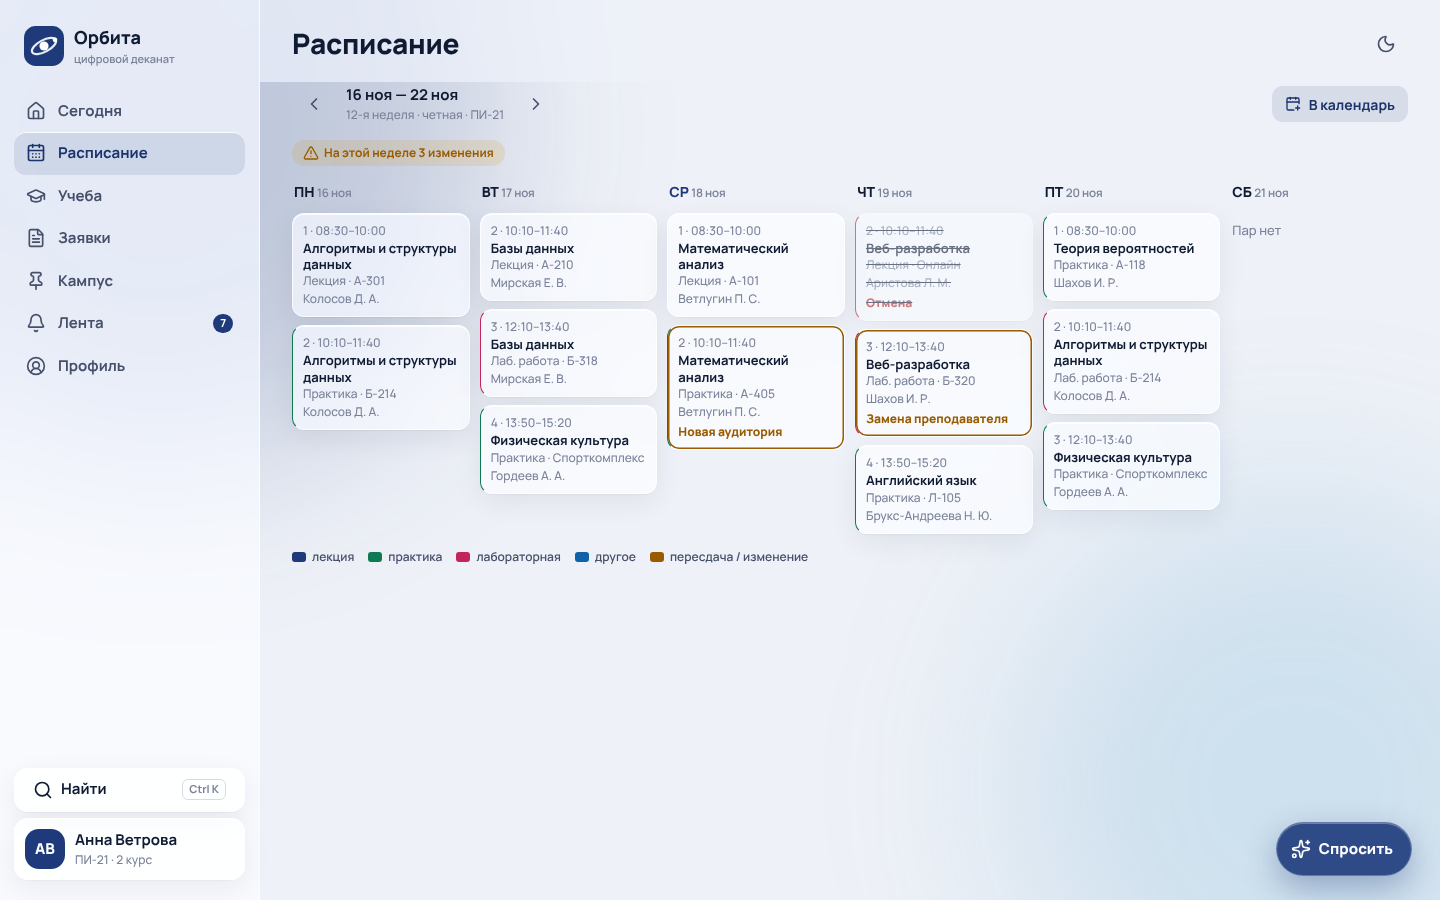 Орбита
цифровой деканат
Сегодня
Расписание
Учеба
Заявки
Кампус
Лента
7
Профиль
Найти
Ctrl K
АВ
Анна Ветрова
ПИ-21 · 2 курс
Расписание
16 ноя — 22 ноя
12-я неделя · четная · ПИ-21
В календарь
На этой неделе 3 изменения
ПН 16 ноя
1 · 08:30–10:00
Алгоритмы и структуры
данных
Лекция · А-301
Колосов Д. А.
2 · 10:10–11:40
Алгоритмы и структуры
данных
Практика · Б-214
Колосов Д. А.
ВТ 17 ноя
2 · 10:10–11:40
Базы данных
Лекция · А-210
Мирская Е. В.
3 · 12:10–13:40
Базы данных
Лаб. работа · Б-318
Мирская Е. В.
4 · 13:50–15:20
Физическая культура
Практика · Спорткомплекс
Гордеев А. А.
СР 18 ноя
1 · 08:30–10:00
Математический
анализ
Лекция · А-101
Ветлугин П. С.
2 · 10:10–11:40
Математический
анализ
Практика · А-405
Ветлугин П. С.
Новая аудитория
ЧТ 19 ноя
2 · 10:10–11:40
Веб-разработка
Лекция · Онлайн
Аристова Л. М.
Отмена
3 · 12:10–13:40
Веб-разработка
Лаб. работа · Б-320
Шахов И. Р.
Замена преподавателя
4 · 13:50–15:20
Английский язык
Практика · Л-105
Брукс-Андреева Н. Ю.
ПТ 20 ноя
1 · 08:30–10:00
Теория вероятностей
Практика · А-118
Шахов И. Р.
2 · 10:10–11:40
Алгоритмы и структуры
данных
Лаб. работа · Б-214
Колосов Д. А.
3 · 12:10–13:40
Физическая культура
Практика · Спорткомплекс
Гордеев А. А.
СБ 21 ноя
Пар нет
лекция
практика
лабораторная
другое
пересдача / изменение
Спросить